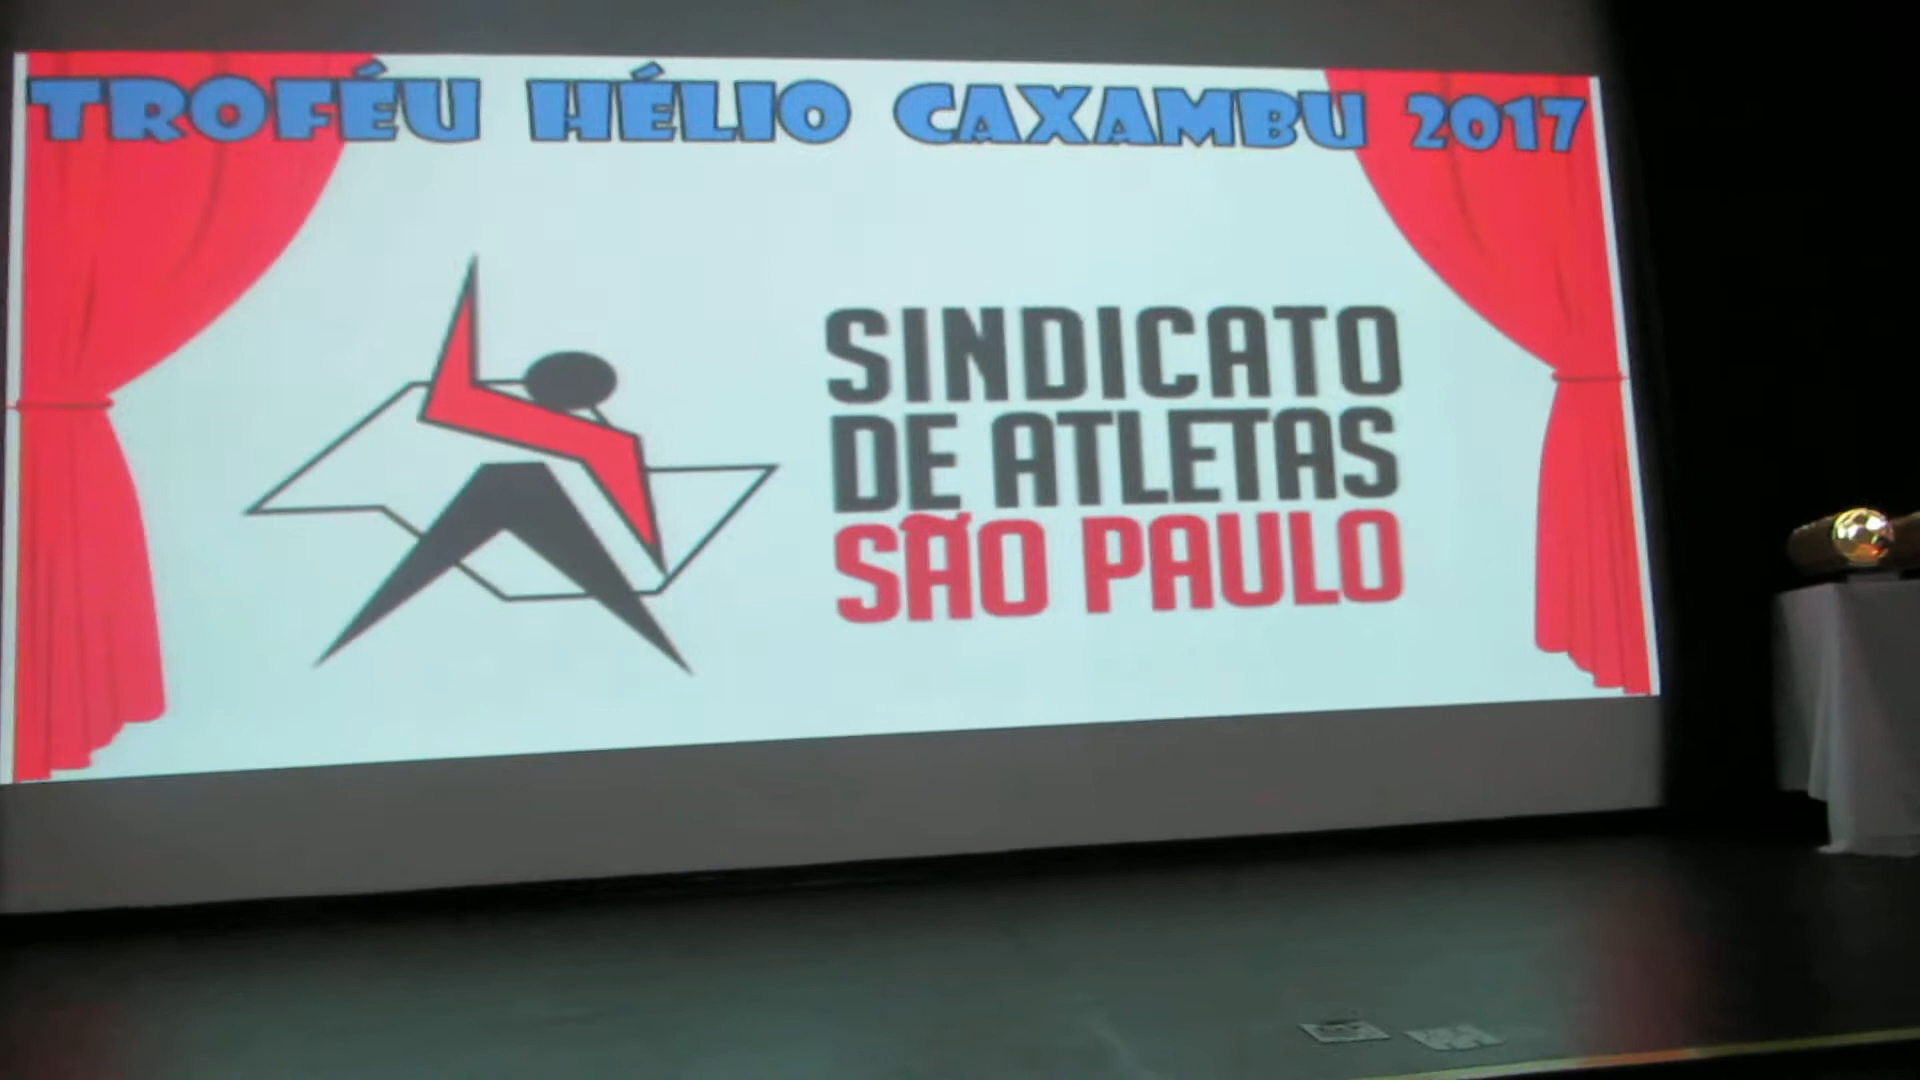 TROFÉU HÉLIO CAXAMBU 2017
SINDICATO
DE ATLETAS
SÃO PAULO